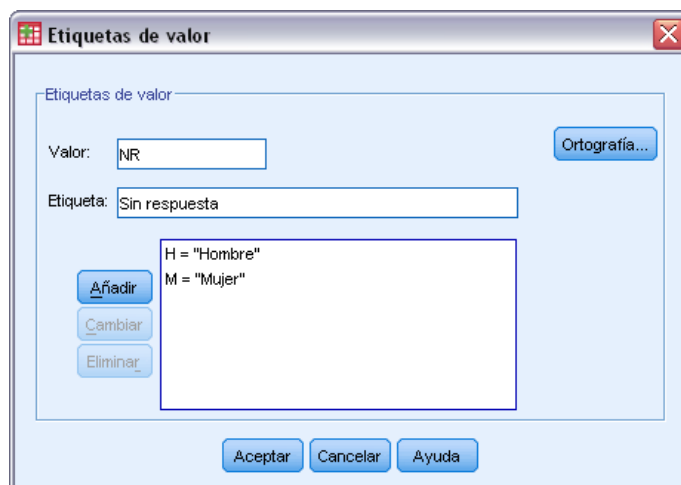 Etiquetas de valor
Etiquetas de valor
Valor: NR
Ortografía...
Etiqueta: Sin respuesta
H = "Hombre"
M = "Mujer"
Añadir
Cambiar
Eliminar
Aceptar Cancelar Ayuda